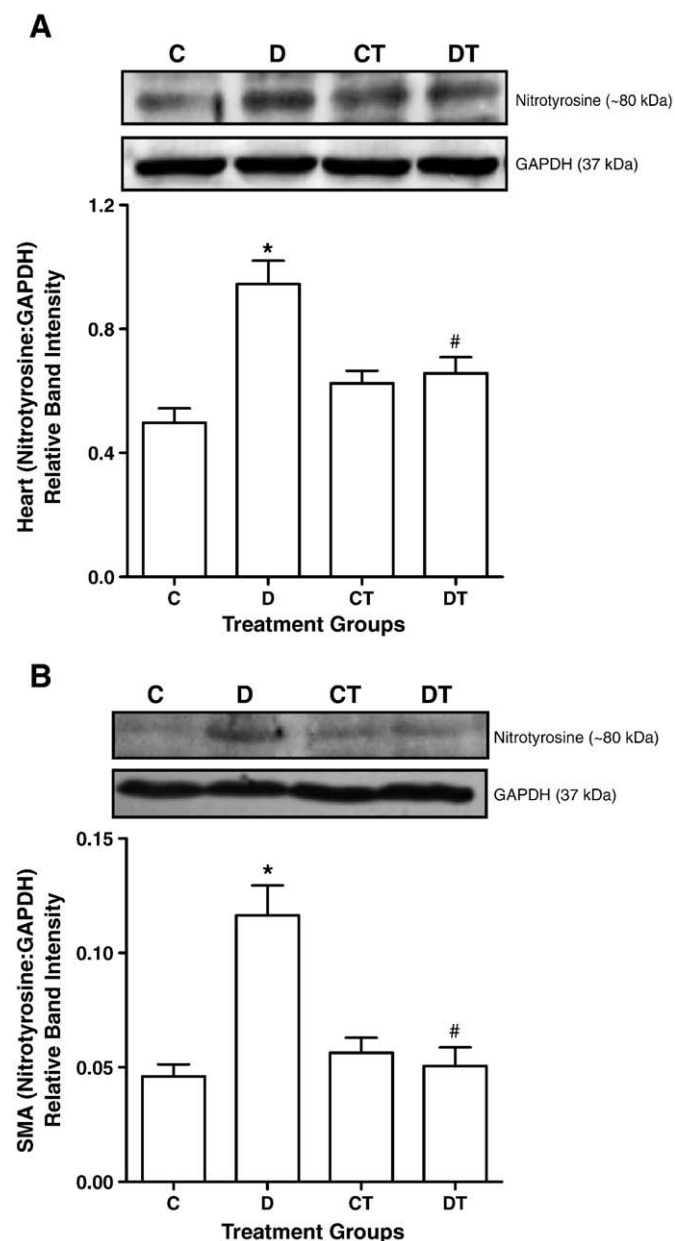 A
C D CT DT
Nitrotyrosine (~80 kDa)
GAPDH (37 kDa)
Heart (Nitrotyrosine:GAPDH)
Relative Band Intensity
1.2
*
0.8
#
0.4
0.0
C D CT DT
Treatment Groups
B
C D CT DT
Nitrotyrosine (~80 kDa)
GAPDH (37 kDa)
SMA (Nitrotyrosine:GAPDH)
Relative Band Intensity
0.15
*
0.10
#
0.05
0.00
C D CT DT
Treatment Groups